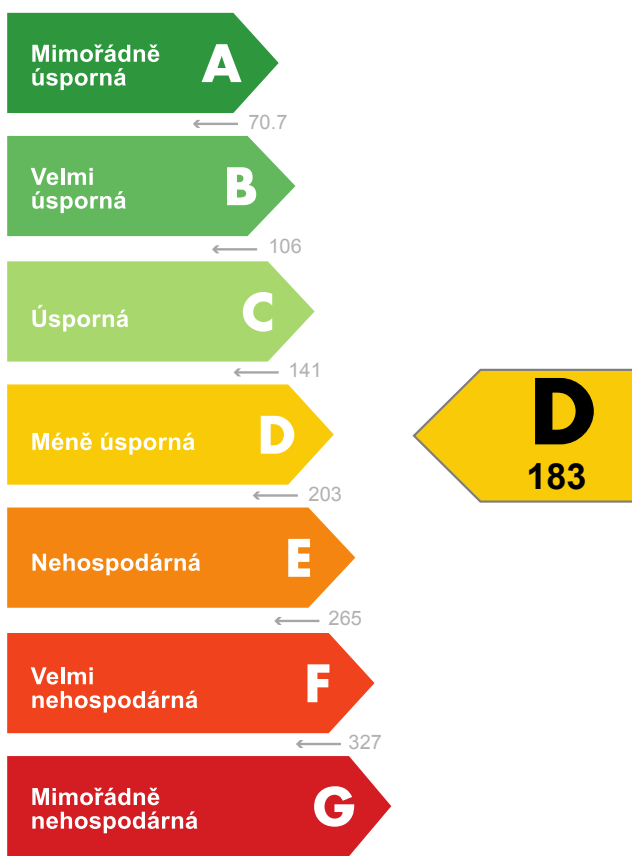 Mimořádně
úsporná
A
← 70.7
Velmi
úsporná
B
← 106
Úsporná
C
← 141
Méně úsporná
D
D
183
← 203
Nehospodárná
E
← 265
Velmi
nehospodárná
F
← 327
Mimořádně
nehospodárná
G